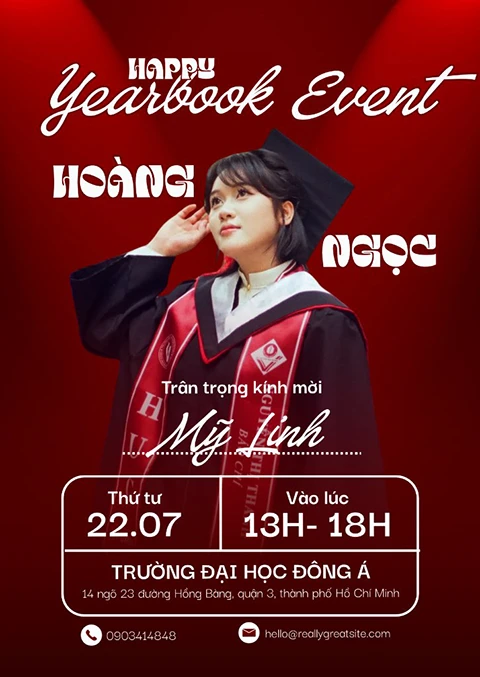 HAPPY
Yearbook Event
HOÀNG
NGỌC
Trân trọng kính mời
Mỹ Linh
Thứ tư
22.07
Vào lúc
13H- 18H
TRƯỜNG ĐẠI HỌC ĐÔNG Á
14 ngõ 23 đường Hồng Bàng, quận 3, thành phố Hồ Chí Minh
0903414848
hello@reallygreatsite.com